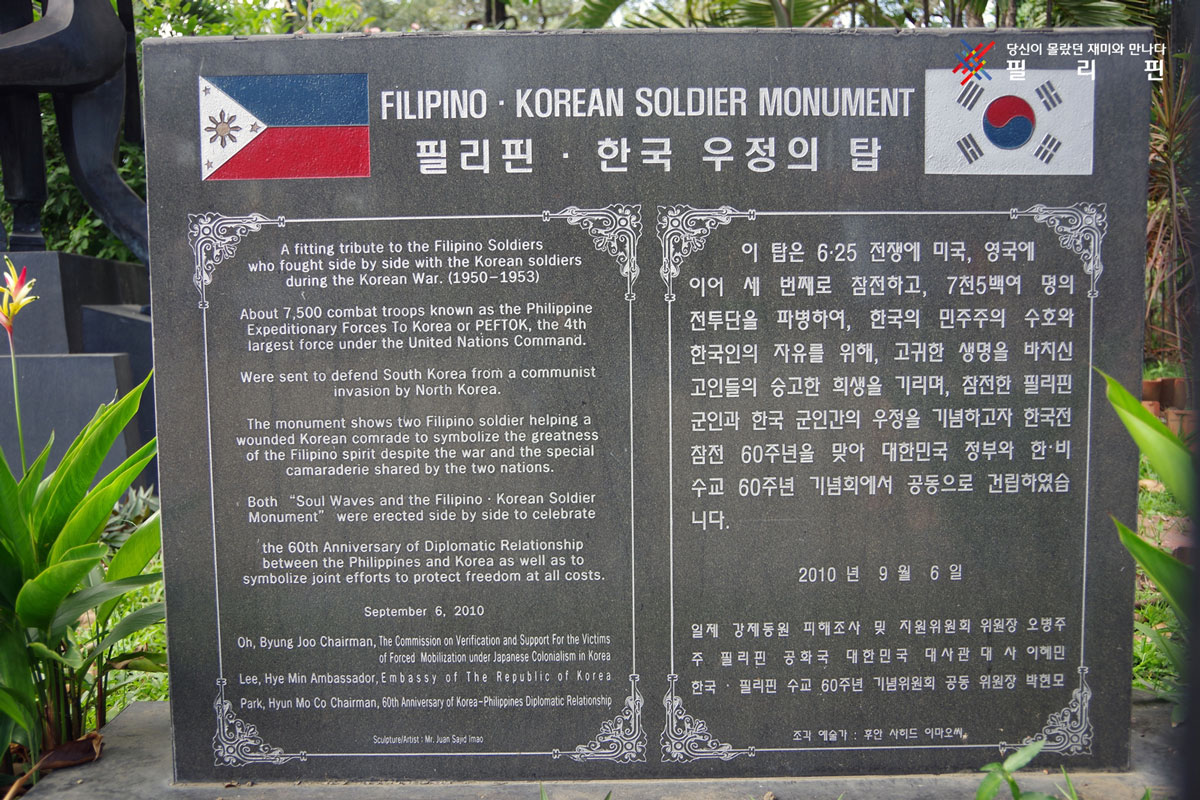 당신이 몰랐던 재미와 만나다
필 리 핀
FILIPINO · KOREAN SOLDIER MONUMENT
필리핀 · 한국 우정의 탑
A fitting tribute to the Filipino Soldiers
who fought side by side with the Korean soldiers
during the Korean War. (1950-1953)
About 7,500 combat troops known as the Philippine
Expeditionary Forces To Korea or PEFTOK, the 4th
largest force under the United Nations Command.
Were sent to defend South Korea from a communist
invasion by North Korea.
The monument shows two Filipino soldier helping a
wounded Korean comrade to symbolize the greatness
of the Filipino spirit despite the war and the special
camaraderie shared by the two nations.
Both “Soul Waves and the Filipino · Korean Soldier
Monument” were erected side by side to celebrate
the 60th Anniversary of Diplomatic Relationship
between the Philippines and Korea as well as to
symbolize joint efforts to protect freedom at all costs.
September 6, 2010
Oh, Byung Joo Chairman, The Commission on Verification and Support For the Victims
of Forced Mobilization under Japanese Colonialism in Korea
Lee, Hye Min Ambassador, Embassy of The Republic of Korea
Park, Hyun Mo Co Chairman, 60th Anniversary of Korea-Philippines Diplomatic Relationship
Sculpture/Artist : Mr. Juan Sajid Imao
이 탑은 6·25 전쟁에 미국, 영국에
이어 세 번째로 참전하고, 7천5백여 명의
전투단을 파병하여, 한국의 민주주의 수호와
한국인의 자유를 위해, 고귀한 생명을 바치신
고인들의 숭고한 희생을 기리며, 참전한 필리핀
군인과 한국 군인간의 우정을 기념하고자 한국전
참전 60주년을 맞아 대한민국 정부와 한·비
수교 60주년 기념회에서 공동으로 건립하였습
니다.
2010 년 9 월 6 일
일제 강제동원 피해조사 및 지원위원회 위원장 오병주
주 필리핀 공화국 대한민국 대사관 대 사 이혜민
한국 · 필리핀 수교 60주년 기념위원회 공동 위원장 박현모
조각 예술가 : 후안 사히드 이마오씨